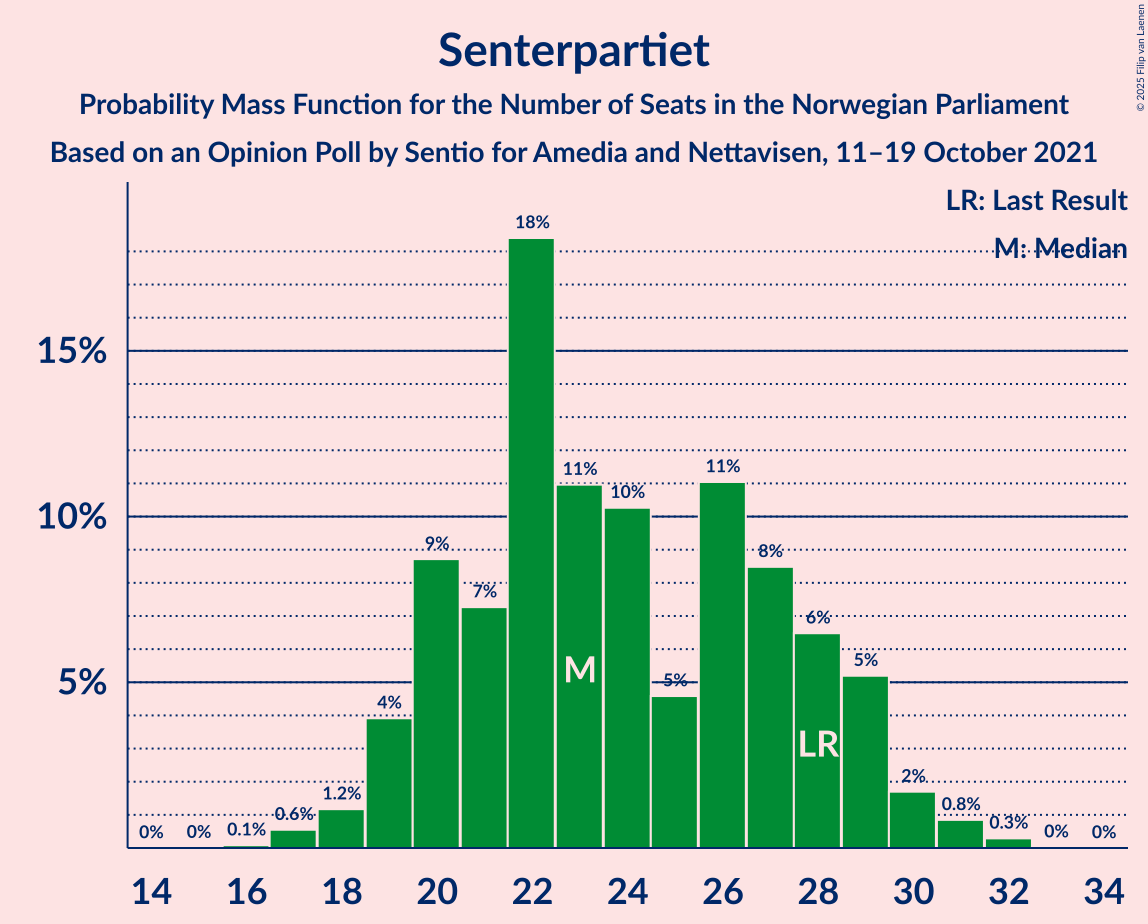 Senterpartiet
Probability Mass Function for the Number of Seats in the Norwegian Parliament
Based on an Opinion Poll by Sentio for Amedia and Nettavisen, 11–19 October 2021
© 2025 Filip van Laenen
LR: Last Result
M: Median
15%
10%
5%
0%
0%
0.1%
0.6%
1.2%
4%
9%
7%
18%
11%
10%
5%
11%
8%
6%
5%
2%
0.8%
0.3%
0%
0%
M
LR
14 16 18 20 22 24 26 28 30 32 34